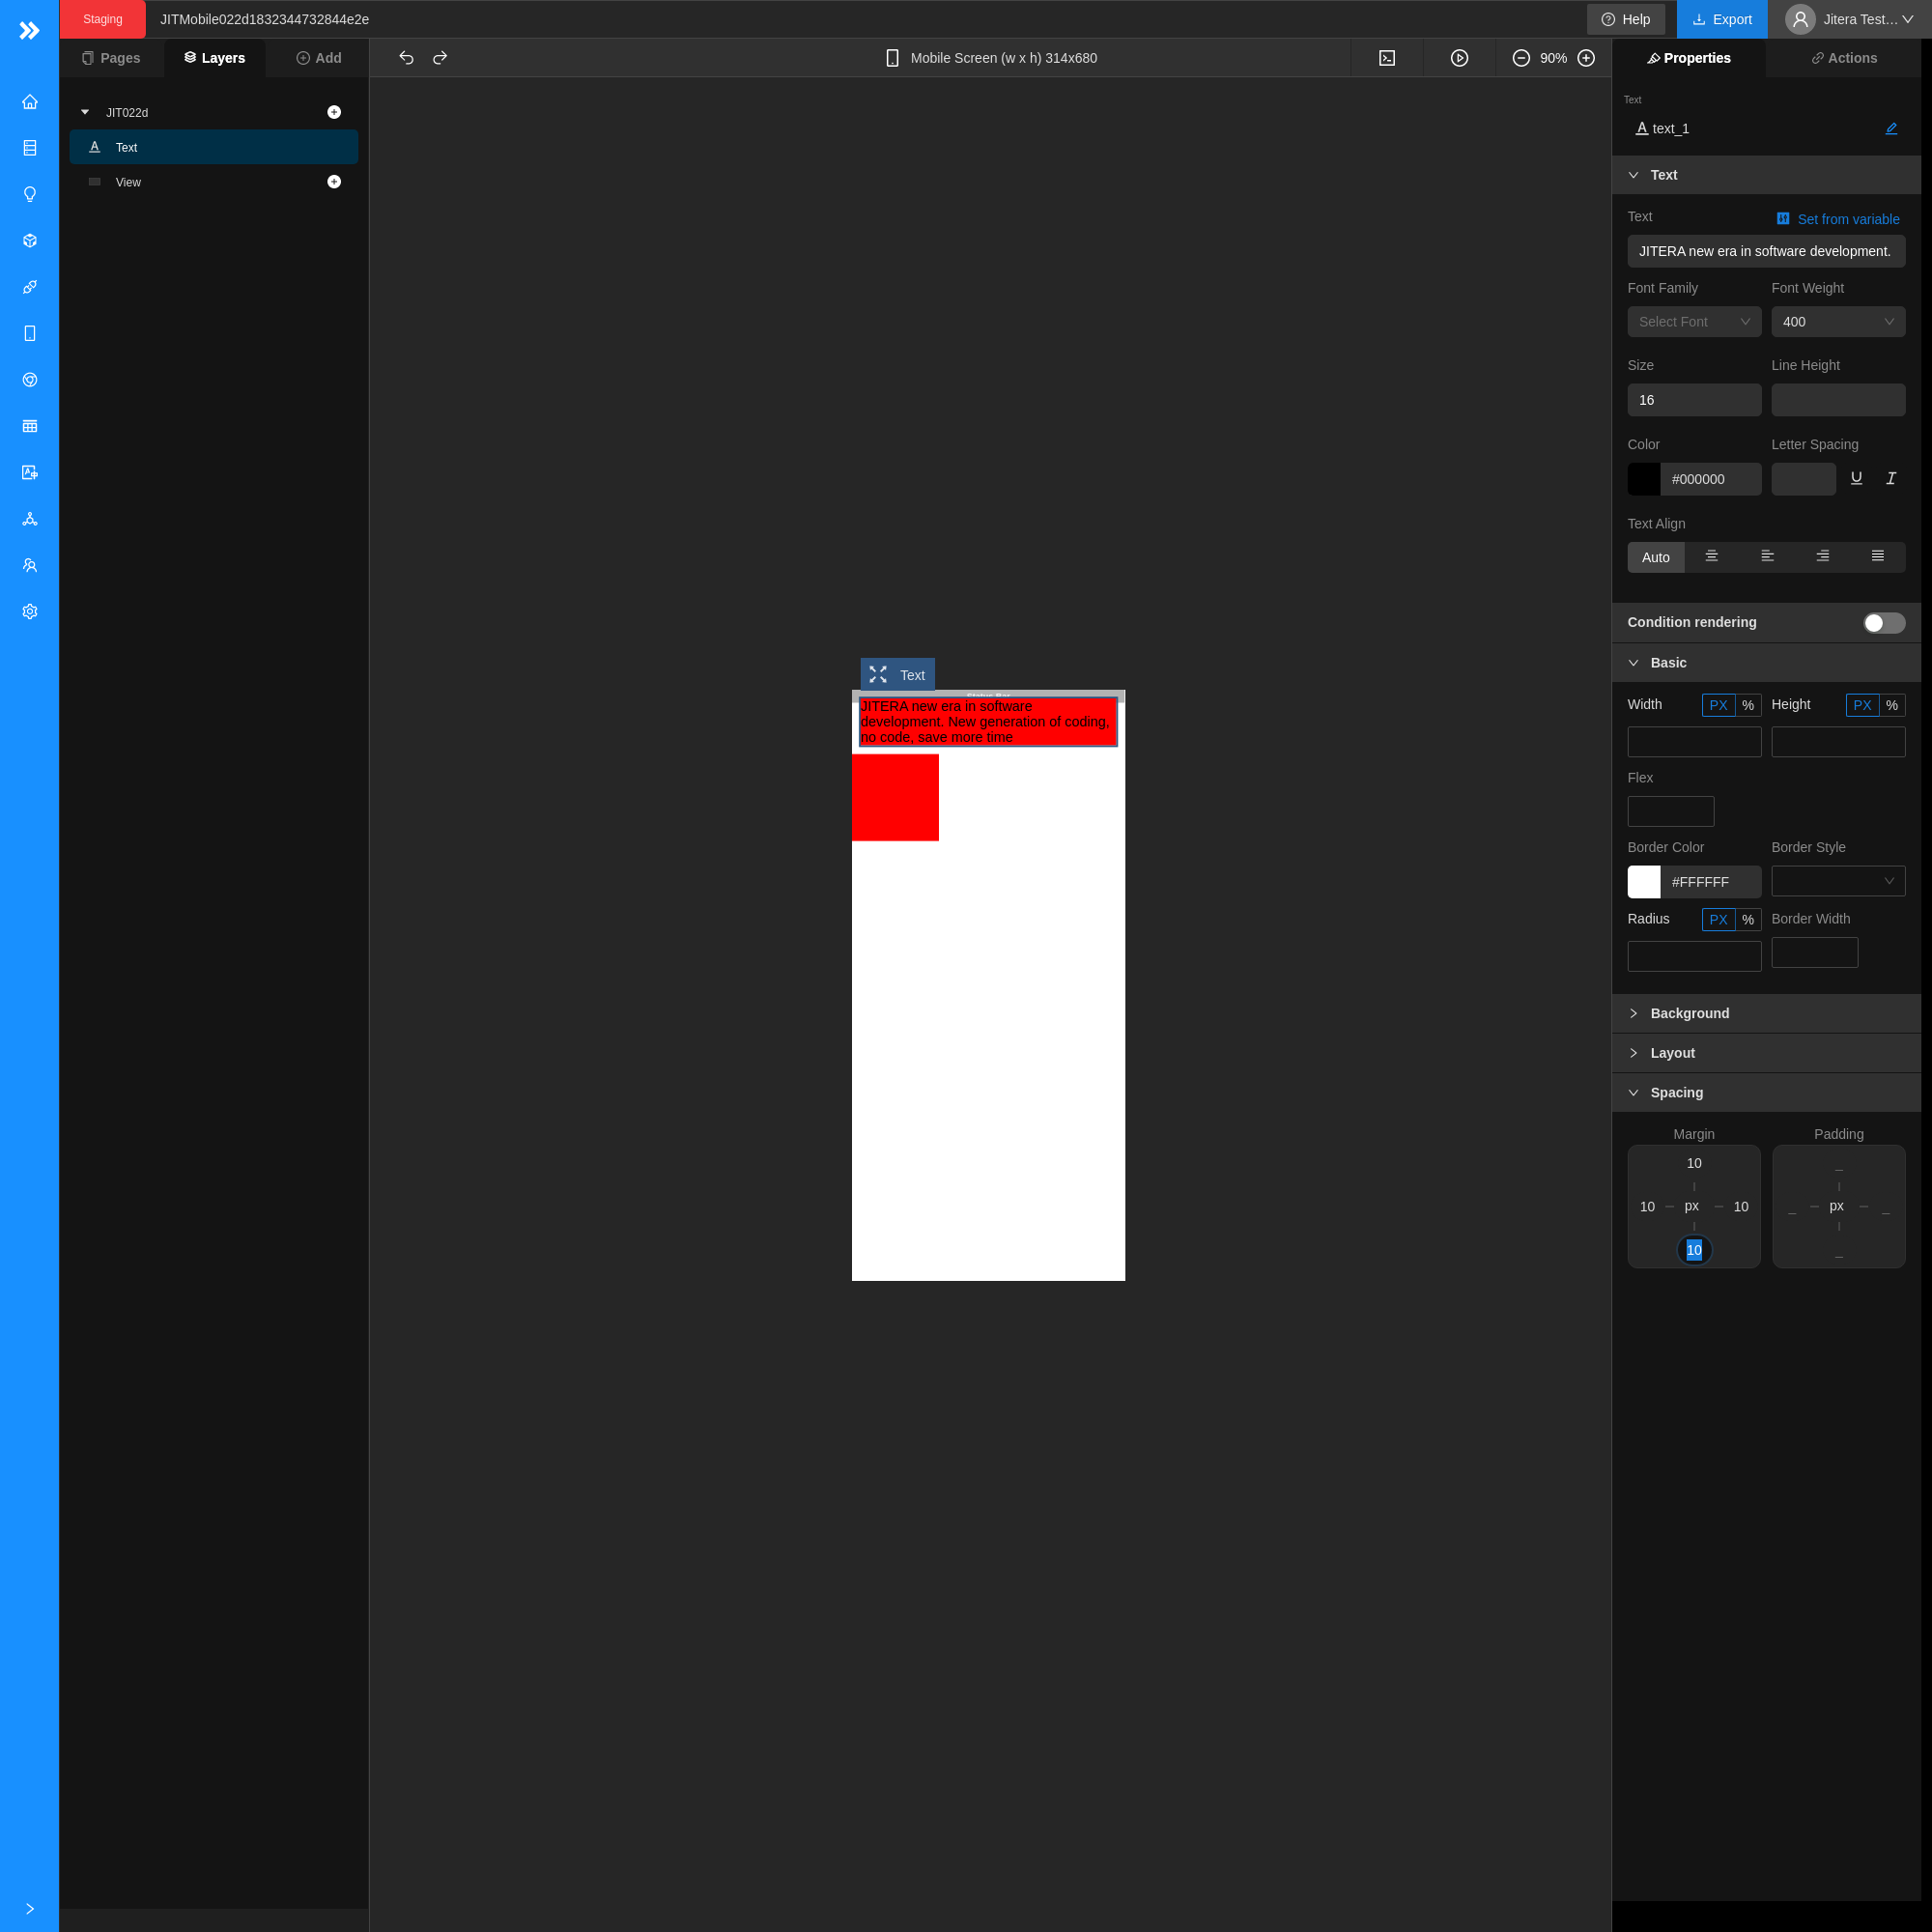 Staging
JITMobile022d1832344732844e2e
Help
Export
Jitera Test...
Pages
Layers
Add
Mobile Screen (w x h) 314x680
90%
Properties
Actions
JIT022d
Text
View
Text
text_1
Text
Text
Set from variable
JITERA new era in software development.
Font Family
Font Weight
Select Font
400
Size
Line Height
16
Color
Letter Spacing
#000000
Text Align
Auto
Condition rendering
Basic
Width
PX
%
Height
PX
%
Flex
Border Color
Border Style
#FFFFFF
Radius
PX
%
Border Width
Background
Layout
Spacing
Margin
Padding
10
10
px
10
10
px
Text
Status Bar
JITERA new era in software
development. New generation of coding,
no code, save more time